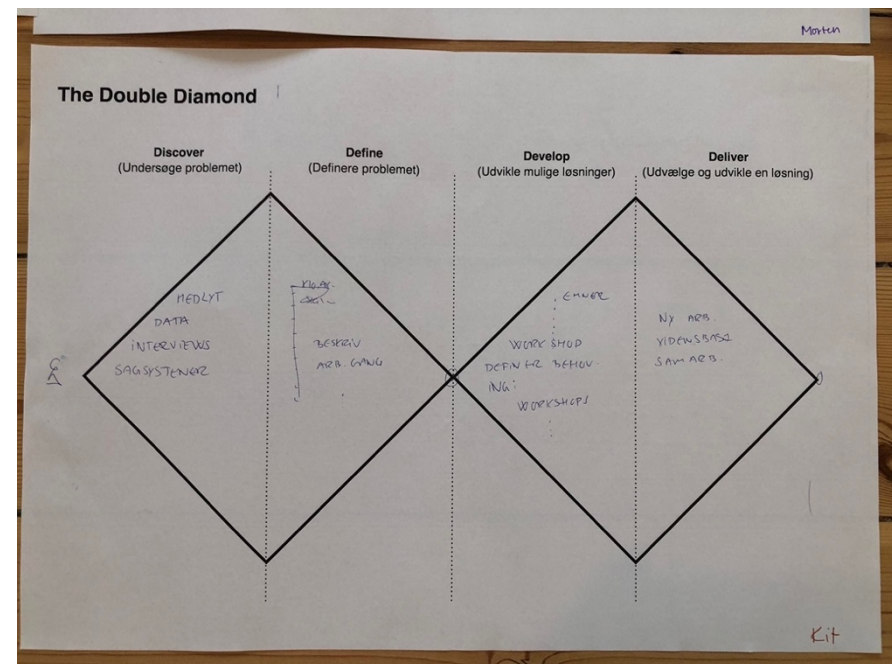 Morten
The Double Diamond
Discover
(Undersøge problemet)
Define
(Definere problemet)
Develop
(Udvikle mulige løsninger)
Deliver
(Udvælge og udvikle en løsning)
MEDLYT
DATA
INTERVIEWS
SAGSYSTEMER
BESKRIV
ARB. GANG
EMNER
WORKSHOP
DEFINER BEHOV.
ING:
WORKSHOPS
NY ARB.
VIDENSBASE
SAMARB.
Kit